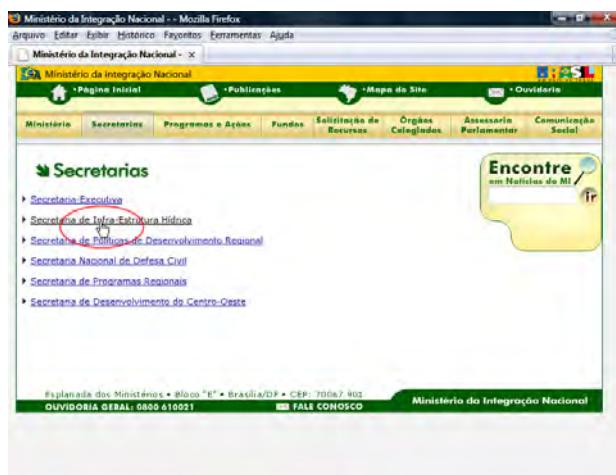 Ministério da Integração Nacional - - Mozilla Firefox
Arquivo Editar Exibir Histórico Favoritos Ferramentas Ajuda
Ministério da Integração Nacional - ×
Ministério da Integração Nacional
BRASIL
•Página Inicial •Publicações •Mapa do Site •Ouvidoria
Ministério Secretarias Programas e Ações Fundos Solicitação de Recursos Órgãos Colegiados Assessoria Parlamentar Comunicação Social
Secretarias
Encontre
em Notícias do MI
Ir
Secretaria-Executiva
Secretaria de Infra-Estrutura Hídrica
Secretaria de Políticas de Desenvolvimento Regional
Secretaria Nacional de Defesa Civil
Secretaria de Programas Regionais
Secretaria de Desenvolvimento do Centro-Oeste
Esplanada dos Ministérios • Bloco "E" • Brasília/DF • CEP: 70067-901
OUVIDORIA GERAL: 0800 610021 FALE CONOSCO
Ministério da Integração Nacional